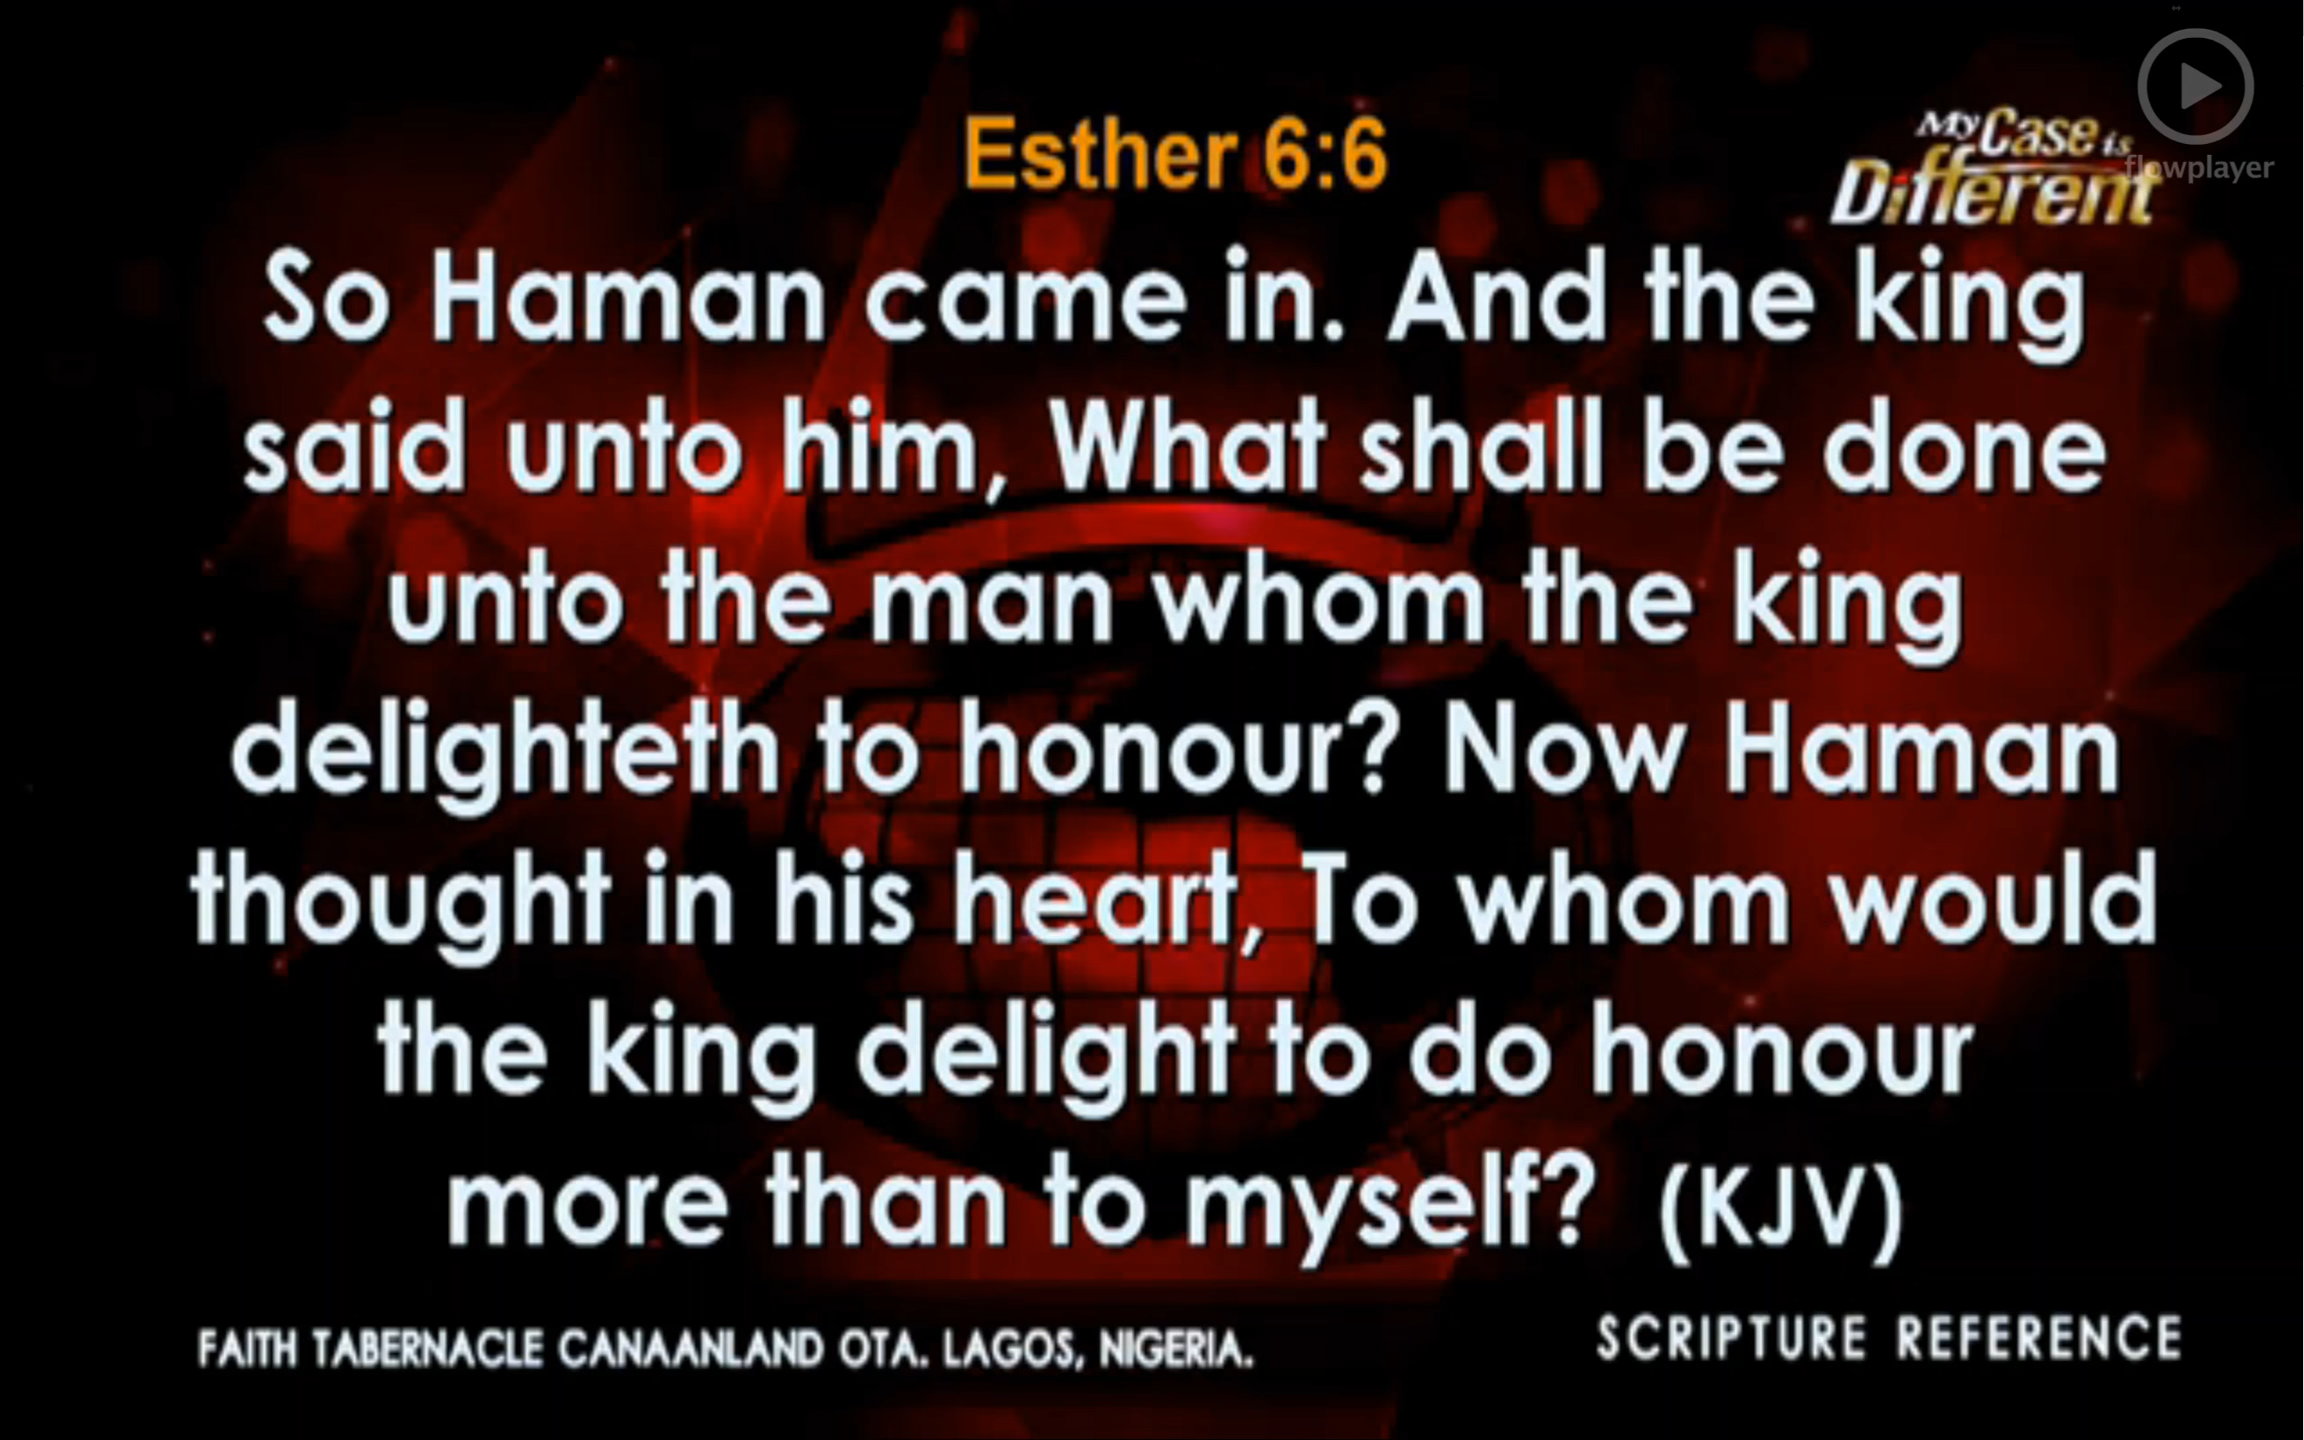 Esther 6:6
My Case is
Different
flowplayer
So Haman came in. And the king
said unto him, What shall be done
unto the man whom the king
delighteth to honour? Now Haman
thought in his heart, To whom would
the king delight to do honour
more than to myself? (KJV)
FAITH TABERNACLE CANAANLAND OTA. LAGOS, NIGERIA.
SCRIPTURE REFERENCE